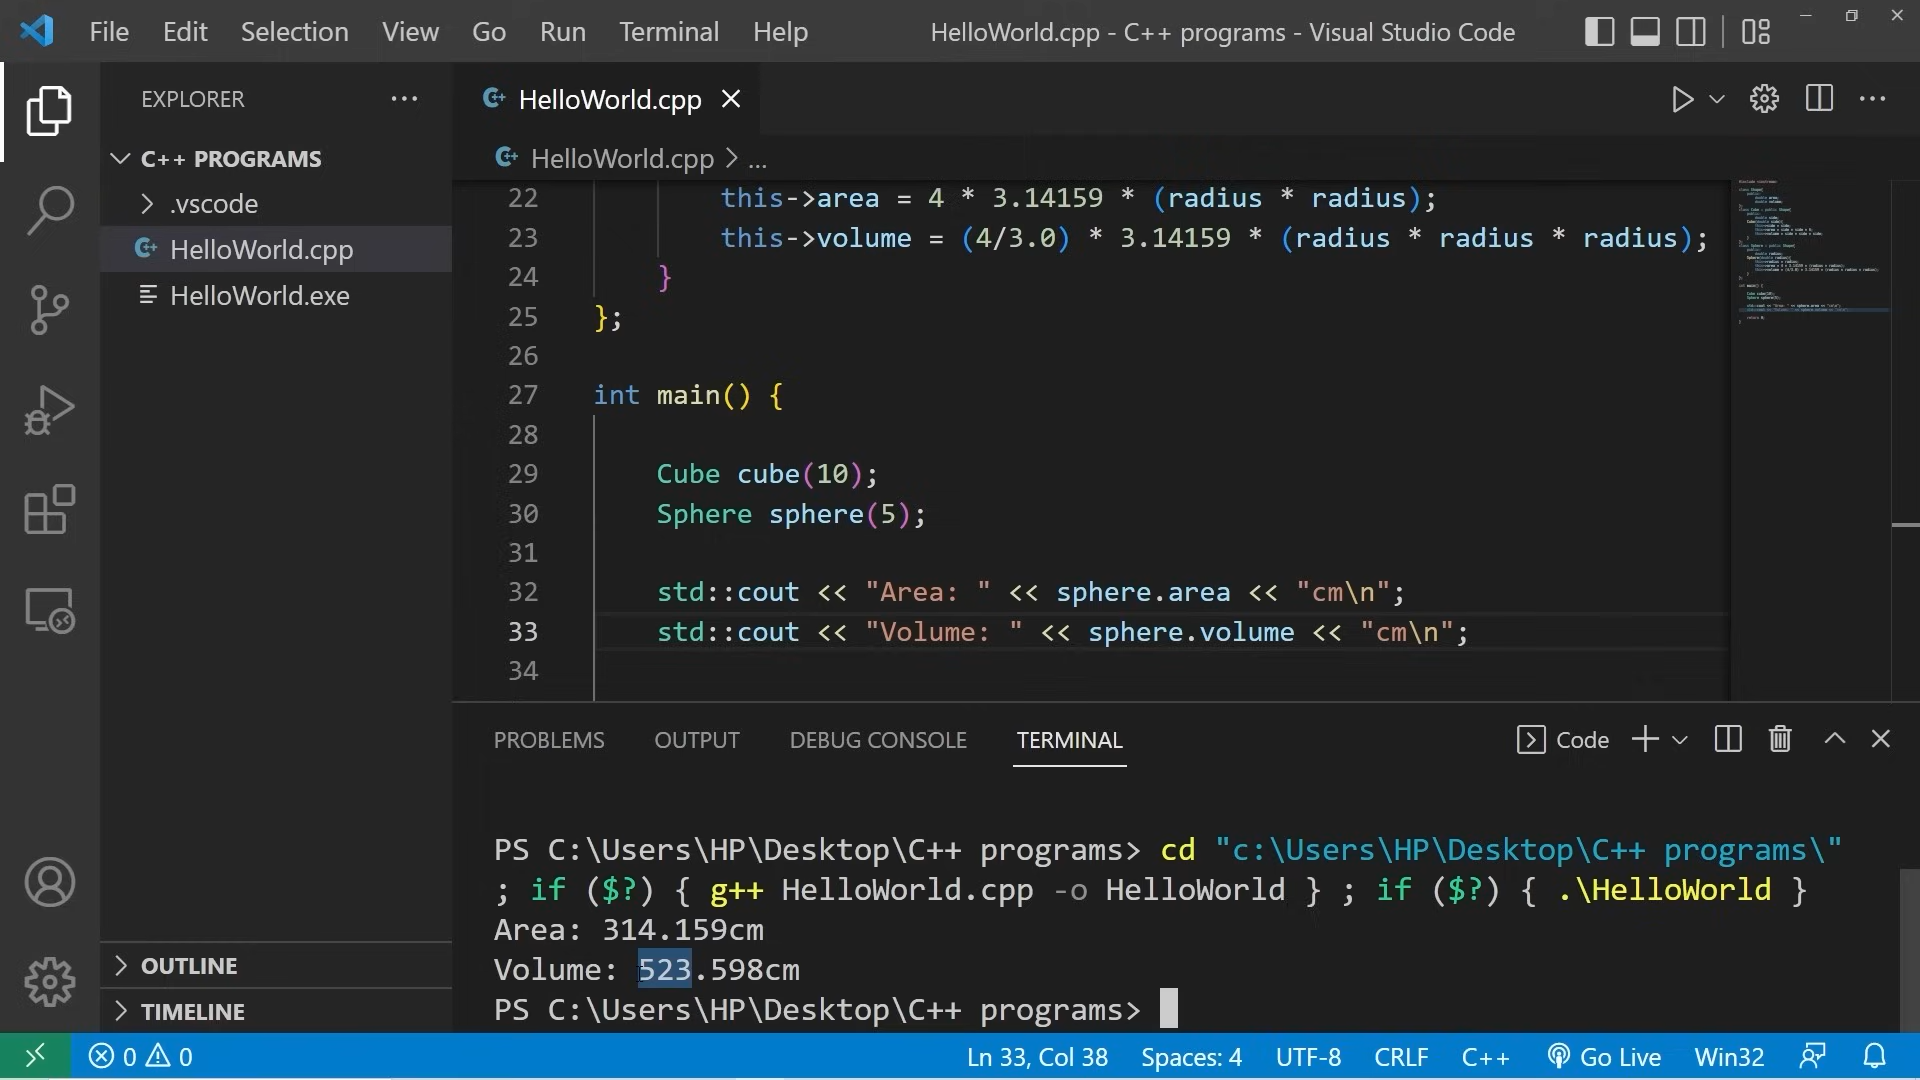 File Edit Selection View Go Run Terminal Help HelloWorld.cpp - C++ programs - Visual Studio Code
EXPLORER ...
C++ PROGRAMS
.vscode
HelloWorld.cpp
HelloWorld.exe
OUTLINE
TIMELINE
HelloWorld.cpp
HelloWorld.cpp > ...
22 this->area = 4 * 3.14159 * (radius * radius);
23 this->volume = (4/3.0) * 3.14159 * (radius * radius * radius);
24 }
25 };
26
27 int main() {
28
29 Cube cube(10);
30 Sphere sphere(5);
31
32 std::cout << "Area: " << sphere.area << "cm\n";
33 std::cout << "Volume: " << sphere.volume << "cm\n";
34
PROBLEMS OUTPUT DEBUG CONSOLE TERMINAL Code
PS C:\Users\HP\Desktop\C++ programs> cd "c:\Users\HP\Desktop\C++ programs\"
; if ($?) { g++ HelloWorld.cpp -o HelloWorld } ; if ($?) { .\HelloWorld }
Area: 314.159cm
Volume: 523.598cm
PS C:\Users\HP\Desktop\C++ programs>
0 0 Ln 33, Col 38 Spaces: 4 UTF-8 CRLF C++ Go Live Win32